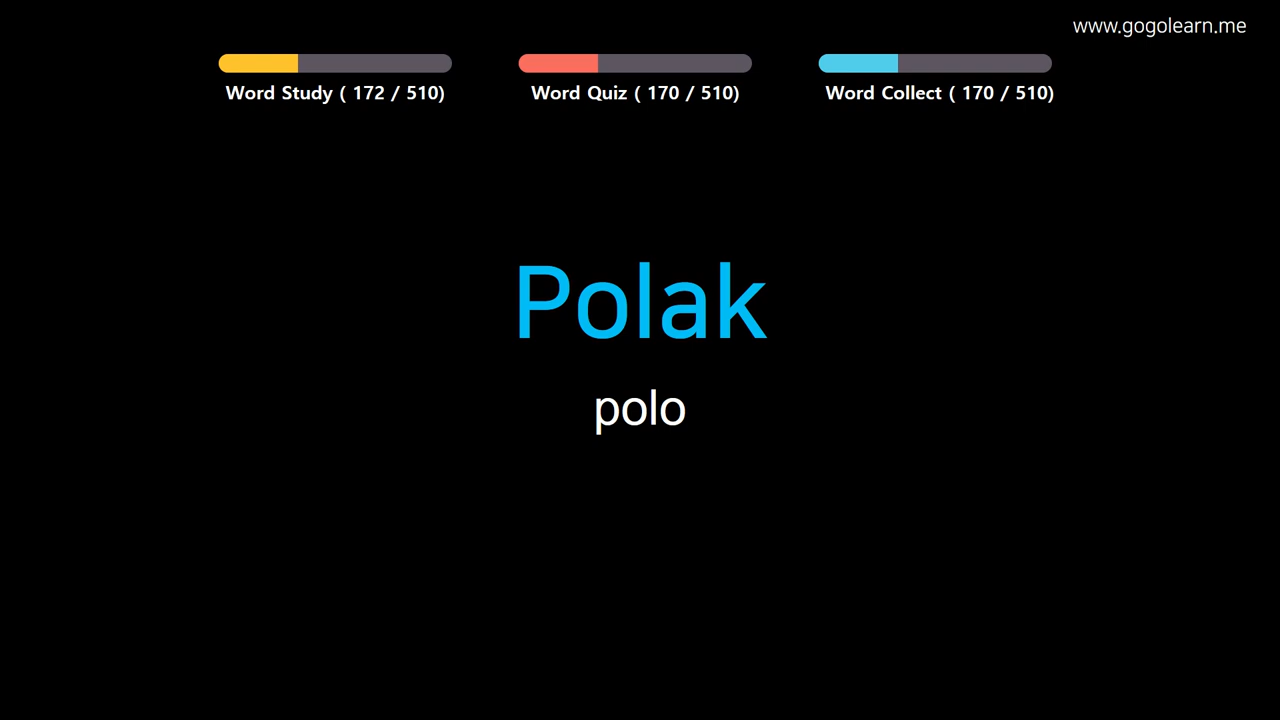 www.gogolearn.me
Word Study ( 172 / 510)
Word Quiz ( 170 / 510)
Word Collect ( 170 / 510)
Polak
polo